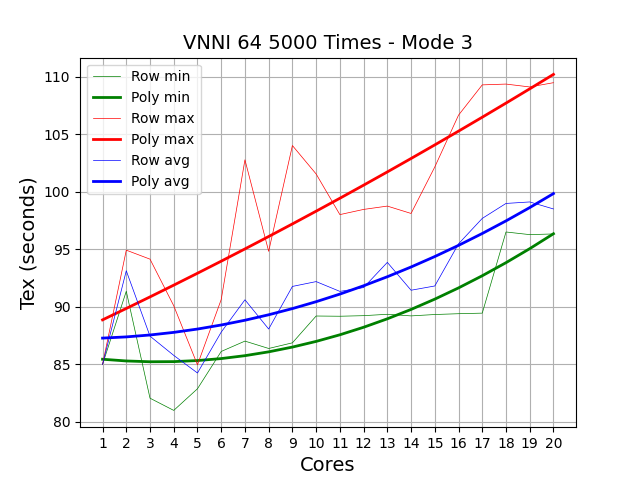 VNNI 64 5000 Times - Mode 3
Tex (seconds)
110
105
100
95
90
85
80
Row min
Poly min
Row max
Poly max
Row avg
Poly avg
1 2 3 4 5 6 7 8 9 10 11 12 13 14 15 16 17 18 19 20
Cores